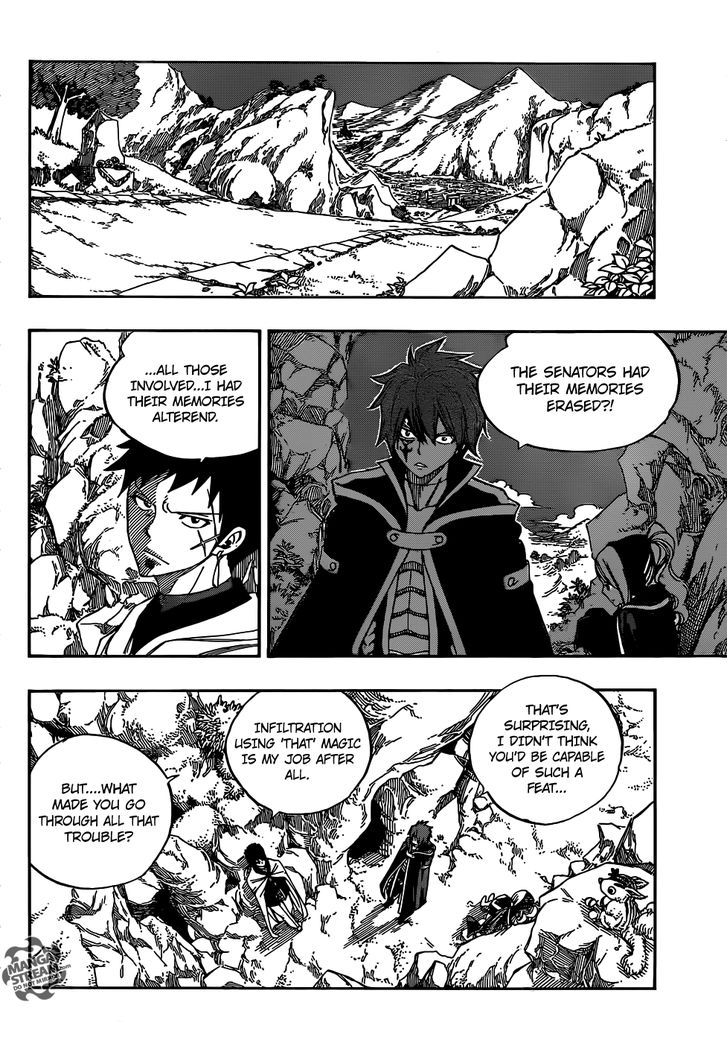 THE SENATORS HAD
THEIR MEMORIES
ERASED?!
...ALL THOSE
INVOLVED...I HAD
THEIR MEMORIES
ALTEREND.
THAT'S
SURPRISING,
I DIDN'T THINK
YOU'D BE CAPABLE
OF SUCH A
FEAT...
INFILTRATION
USING 'THAT' MAGIC
IS MY JOB AFTER
ALL.
BUT....WHAT
MADE YOU GO
THROUGH ALL THAT
TROUBLE?
MANGA
STREAM